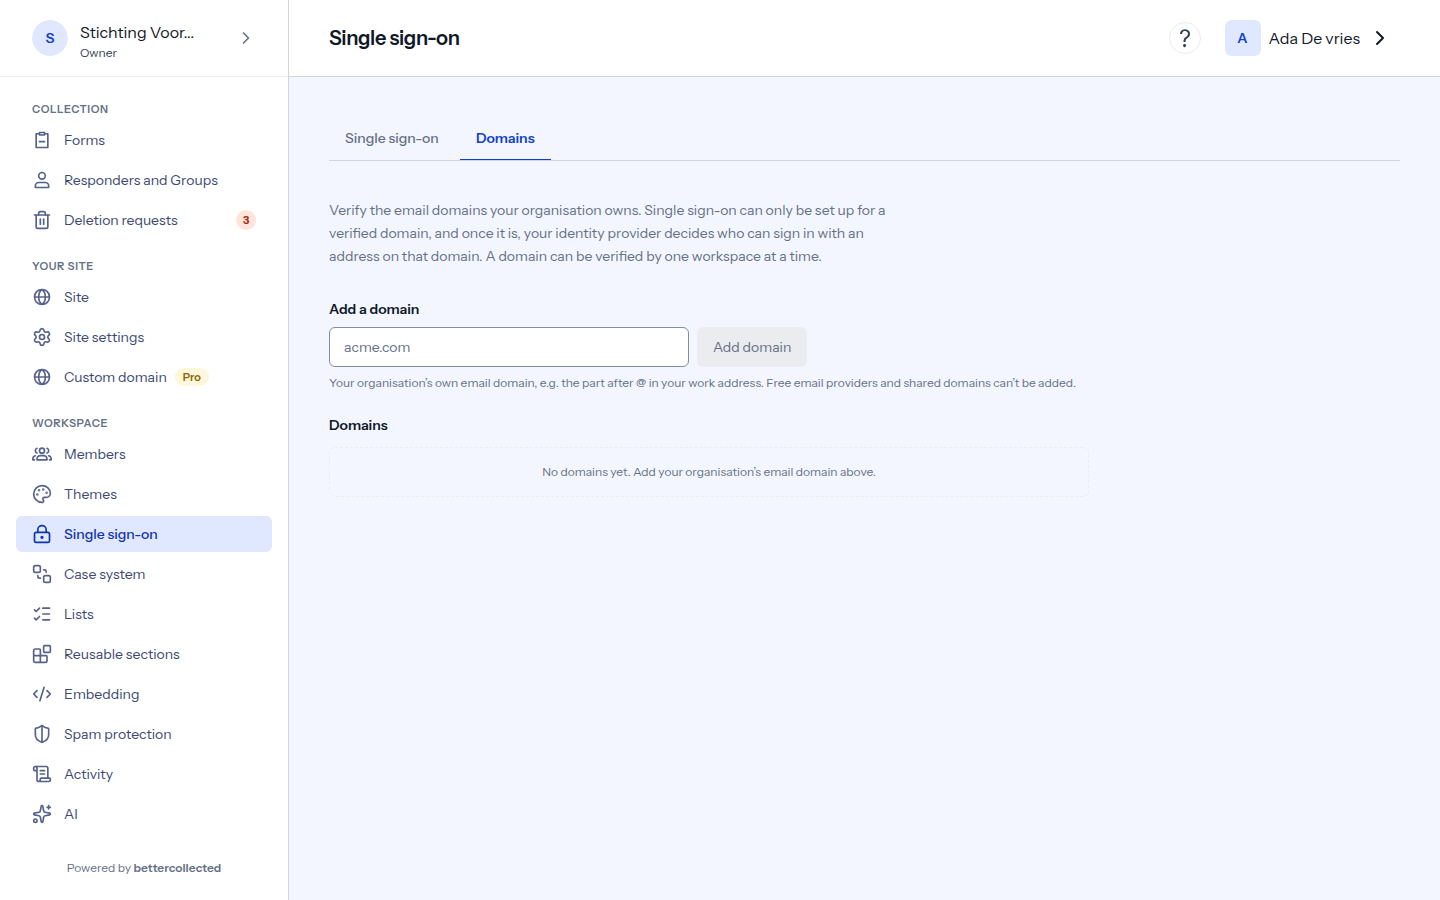 S
Stichting Voor...
Owner
COLLECTION
Forms
Responders and Groups
Deletion requests
3
YOUR SITE
Site
Site settings
Custom domain
Pro
WORKSPACE
Members
Themes
Single sign-on
Case system
Lists
Reusable sections
Embedding
Spam protection
Activity
AI
Powered by bettercollected
Single sign-on
?
A
Ada De vries
Single sign-on
Domains
Verify the email domains your organisation owns. Single sign-on can only be set up for a
verified domain, and once it is, your identity provider decides who can sign in with an
address on that domain. A domain can be verified by one workspace at a time.
Add a domain
acme.com
Add domain
Your organisation's own email domain, e.g. the part after @ in your work address. Free email providers and shared domains can't be added.
Domains
No domains yet. Add your organisation's email domain above.